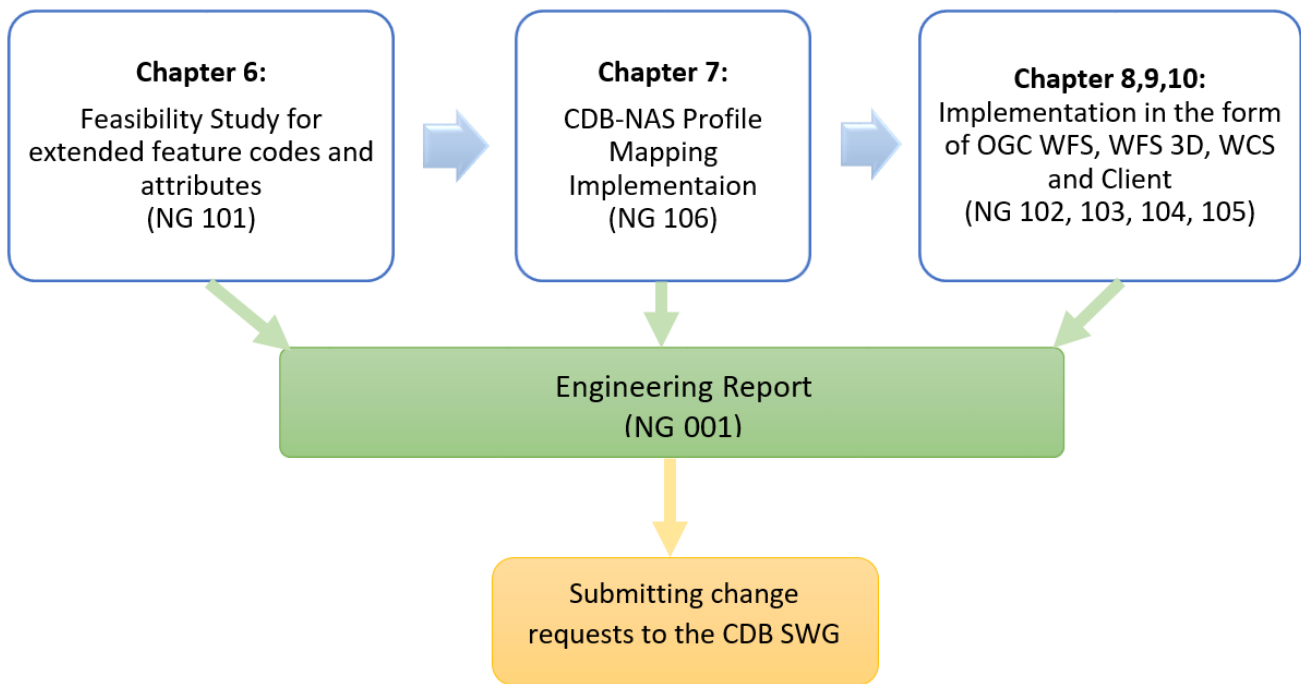 Chapter 6:
Feasibility Study for
extended feature codes and
attributes
(NG 101)
Chapter 7:
CDB-NAS Profile
Mapping
Implementaion
(NG 106)
Chapter 8,9,10:
Implementation in the form
of OGC WFS, WFS 3D, WCS
and Client
(NG 102, 103, 104, 105)
Engineering Report
(NG 001)
Submitting change
requests to the CDB SWG